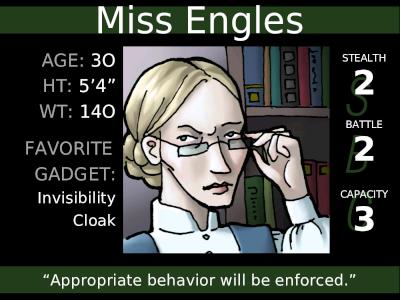 Miss Engles
AGE: 30
HT: 5’4”
WT: 140
FAVORITE
GADGET:
Invisibility
Cloak
STEALTH
2
S
BATTLE
2
B
CAPACITY
3
C
“Appropriate behavior will be enforced.”